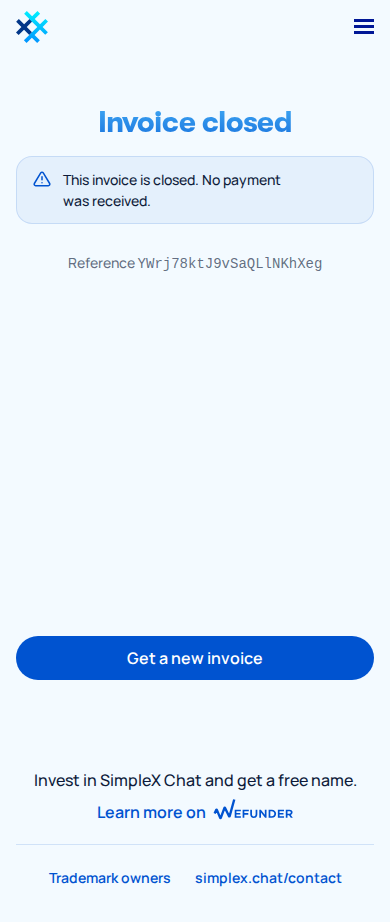 Invoice closed
This invoice is closed. No payment
was received.
Reference YWrj78ktJ9vSaQLlNKhXeg
Get a new invoice
Invest in SimpleX Chat and get a free name.
Learn more on WEFUNDER
Trademark owners simplex.chat/contact